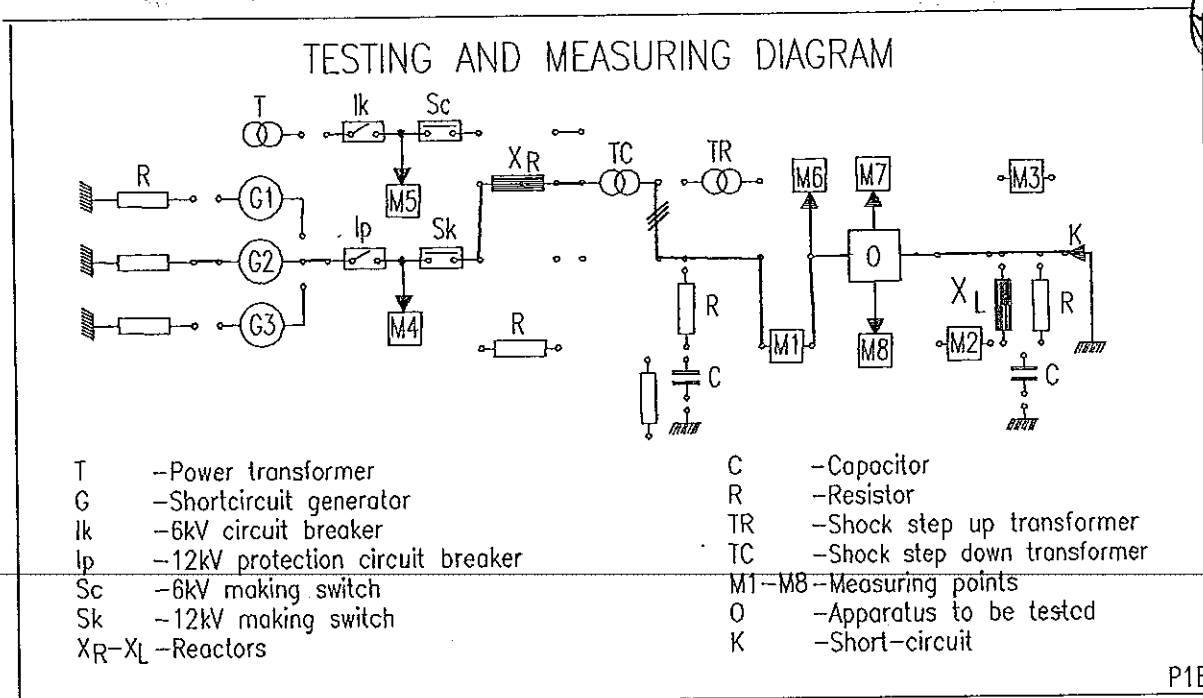 TESTING AND MEASURING DIAGRAM
T Ik Sc
R G1 M5 XR TC TR M6 M7 M3
G2 Ip Sk O K
G3 M4 R R M1 M8 M2 XL R
C C
T -Power transformer
G -Shortcircuit generator
Ik -6kV circuit breaker
Ip -12kV protection circuit breaker
Sc -6kV making switch
Sk -12kV making switch
XR-XL -Reactors
C -Capacitor
R -Resistor
TR -Shock step up transformer
TC -Shock step down transformer
M1-M8 -Measuring points
O -Apparatus to be tested
K -Short-circuit